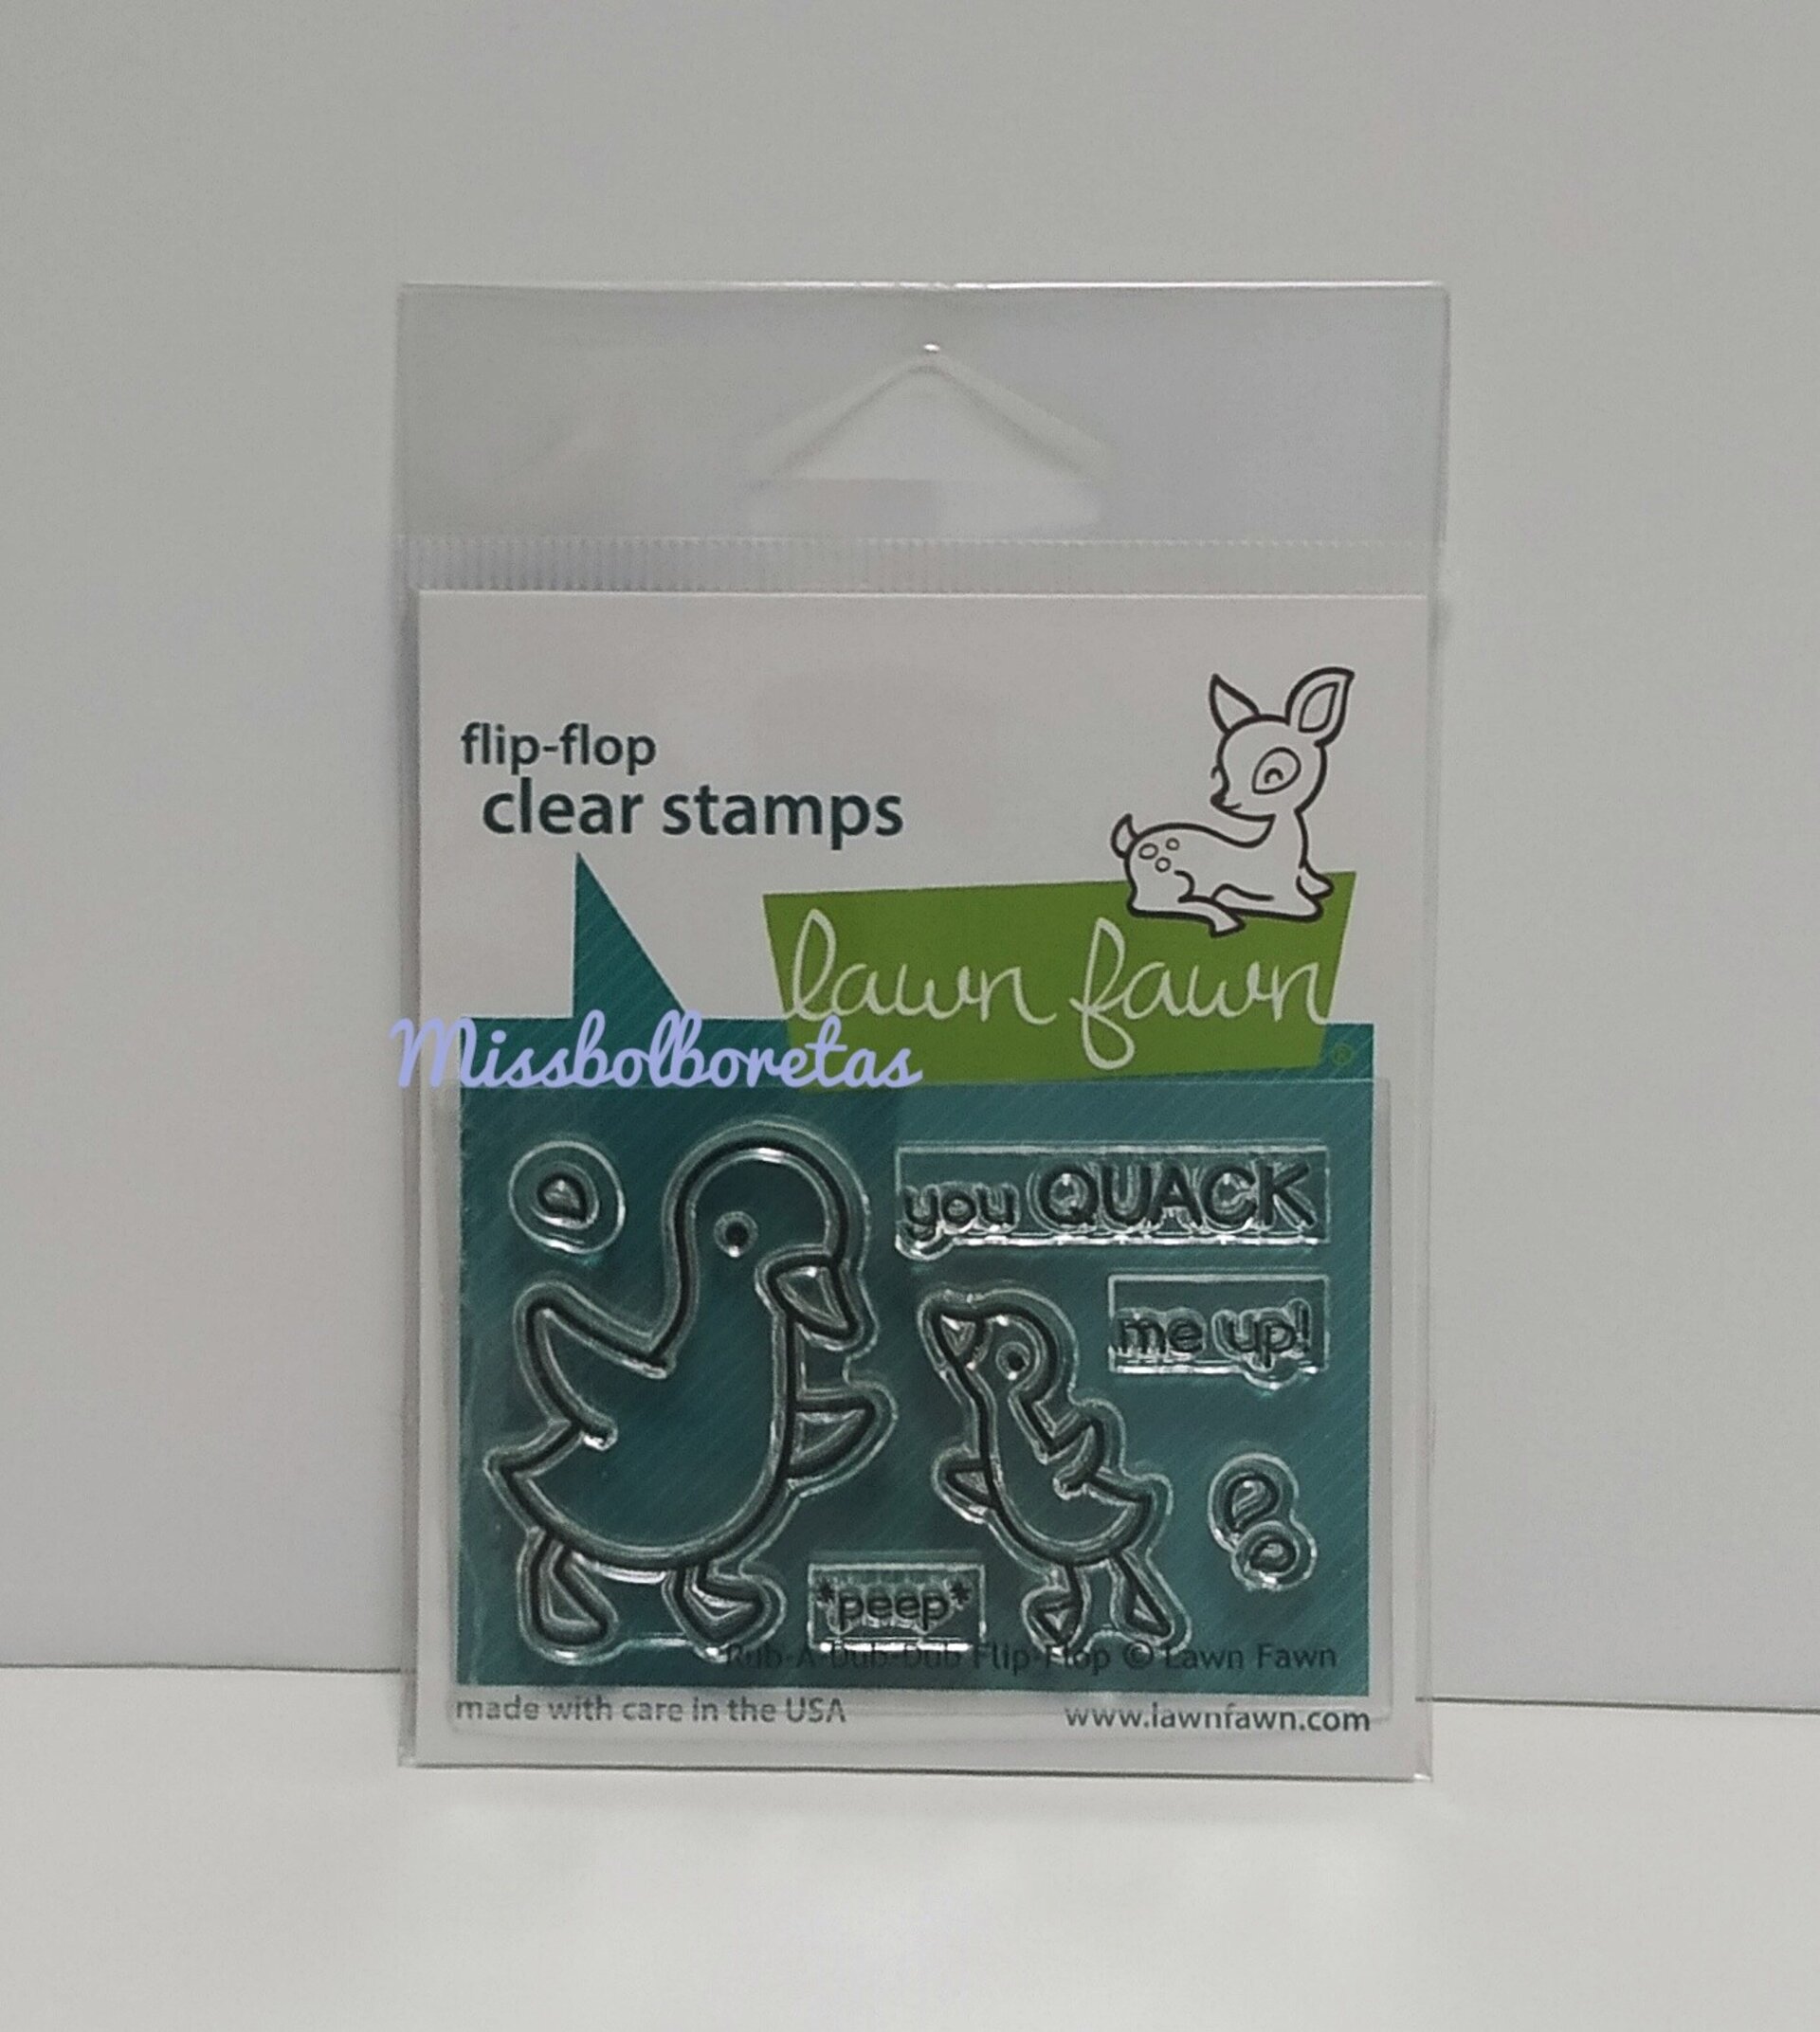 flip-flop
clear stamps
lawn fawn
Missbolboretas
you QUACK
me up!
*peep*
Rub-A-Dub-Dub Flip-Flop © Lawn Fawn
made with care in the USA
www.lawnfawn.com